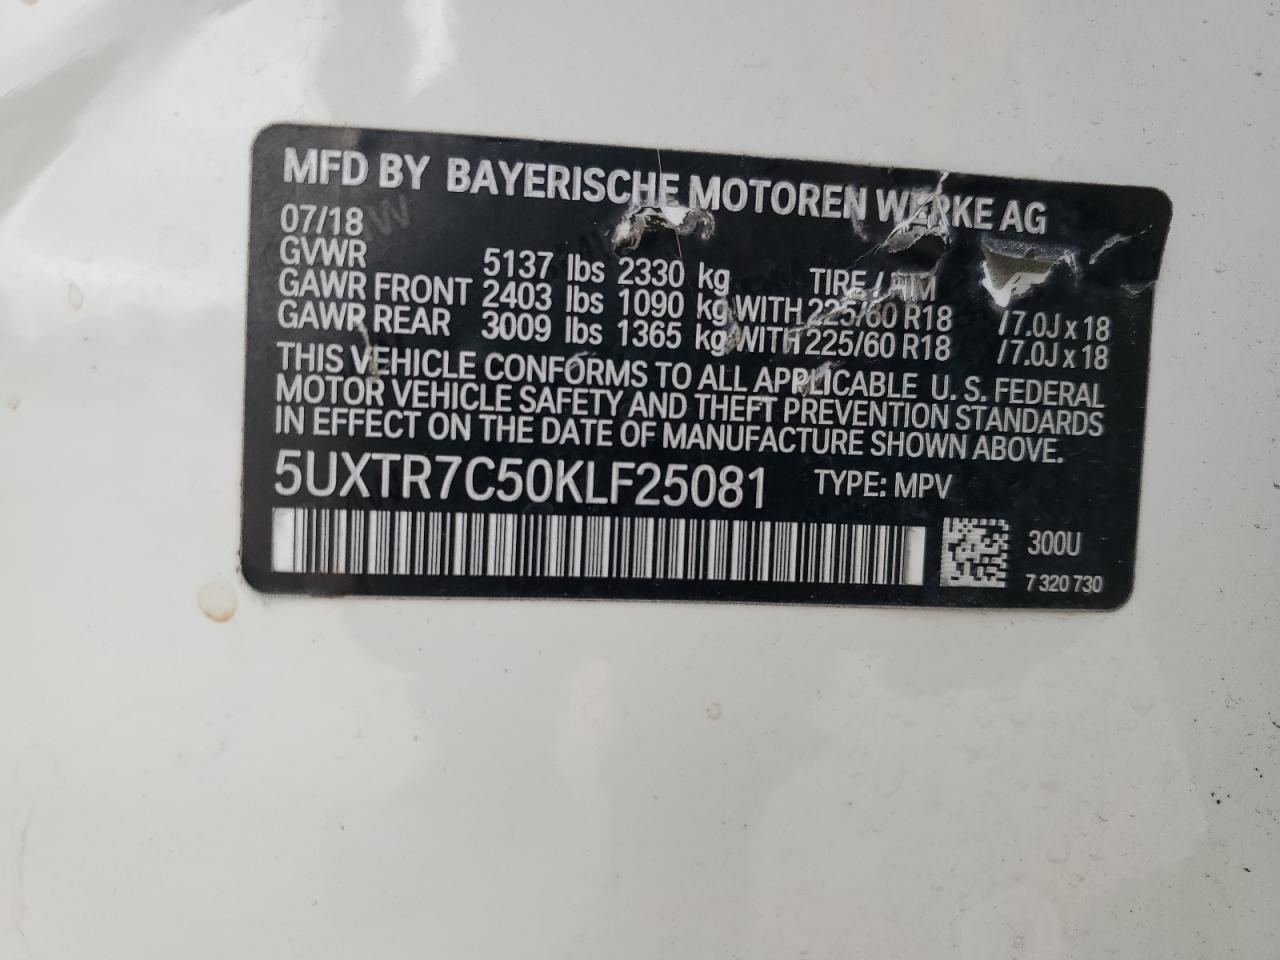 MFD BY BAYERISCHE MOTOREN WERKE AG
07/18
GVWR 5137 lbs 2330 kg TIRE / RIM
GAWR FRONT 2403 lbs 1090 kg WITH 225/60 R18 / 7.0J x 18
GAWR REAR 3009 lbs 1365 kg WITH 225/60 R18 / 7.0J x 18
THIS VEHICLE CONFORMS TO ALL APPLICABLE U. S. FEDERAL
MOTOR VEHICLE SAFETY AND THEFT PREVENTION STANDARDS
IN EFFECT ON THE DATE OF MANUFACTURE SHOWN ABOVE.
5UXTR7C50KLF25081 TYPE: MPV
300U
7 320 730